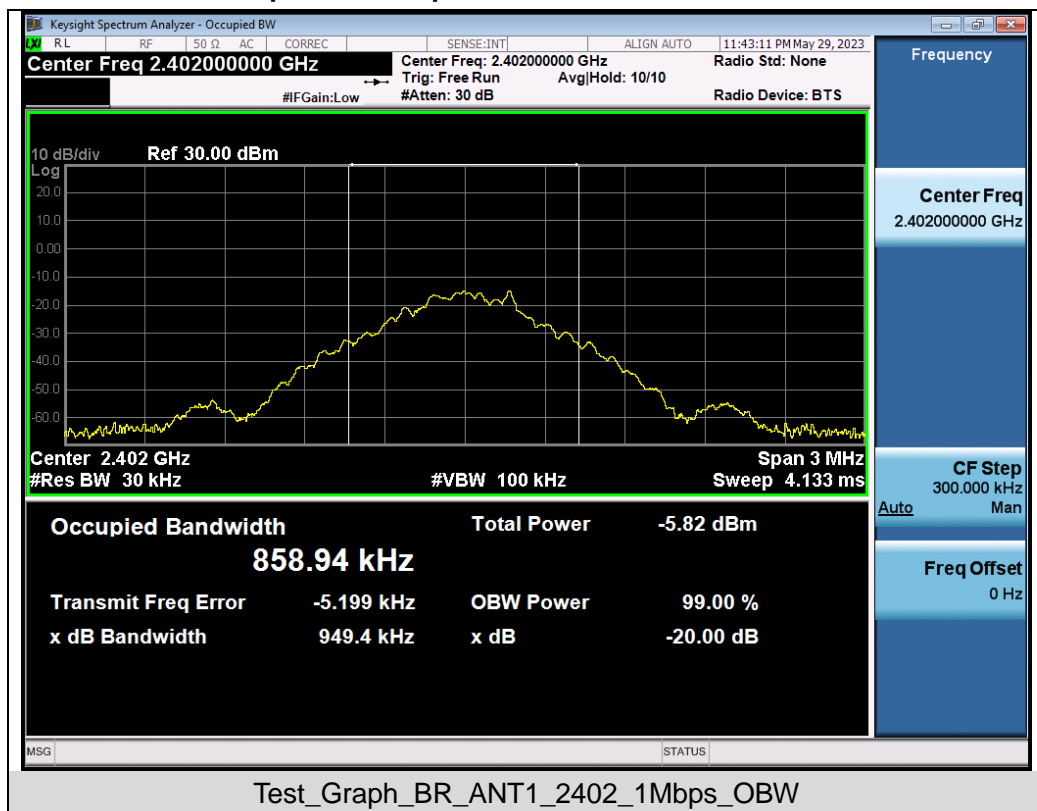 Keysight Spectrum Analyzer - Occupied BW
LXI RL RF 50 Ω AC CORREC SENSE:INT ALIGN AUTO 11:43:11 PM May 29, 2023
Center Freq 2.402000000 GHz
Center Freq: 2.402000000 GHz
Radio Std: None
Trig: Free Run Avg|Hold: 10/10
#IFGain:Low #Atten: 30 dB Radio Device: BTS
Frequency
10 dB/div Ref 30.00 dBm
Log
20.0
10.0
0.00
-10.0
-20.0
-30.0
-40.0
-50.0
-60.0
Center 2.402 GHz Span 3 MHz
#Res BW 30 kHz #VBW 100 kHz Sweep 4.133 ms
Center Freq
2.402000000 GHz
CF Step
300.000 kHz
Auto Man
Freq Offset
0 Hz
Occupied Bandwidth Total Power -5.82 dBm
858.94 kHz
Transmit Freq Error -5.199 kHz OBW Power 99.00 %
x dB Bandwidth 949.4 kHz x dB -20.00 dB
MSG STATUS
Test_Graph_BR_ANT1_2402_1Mbps_OBW